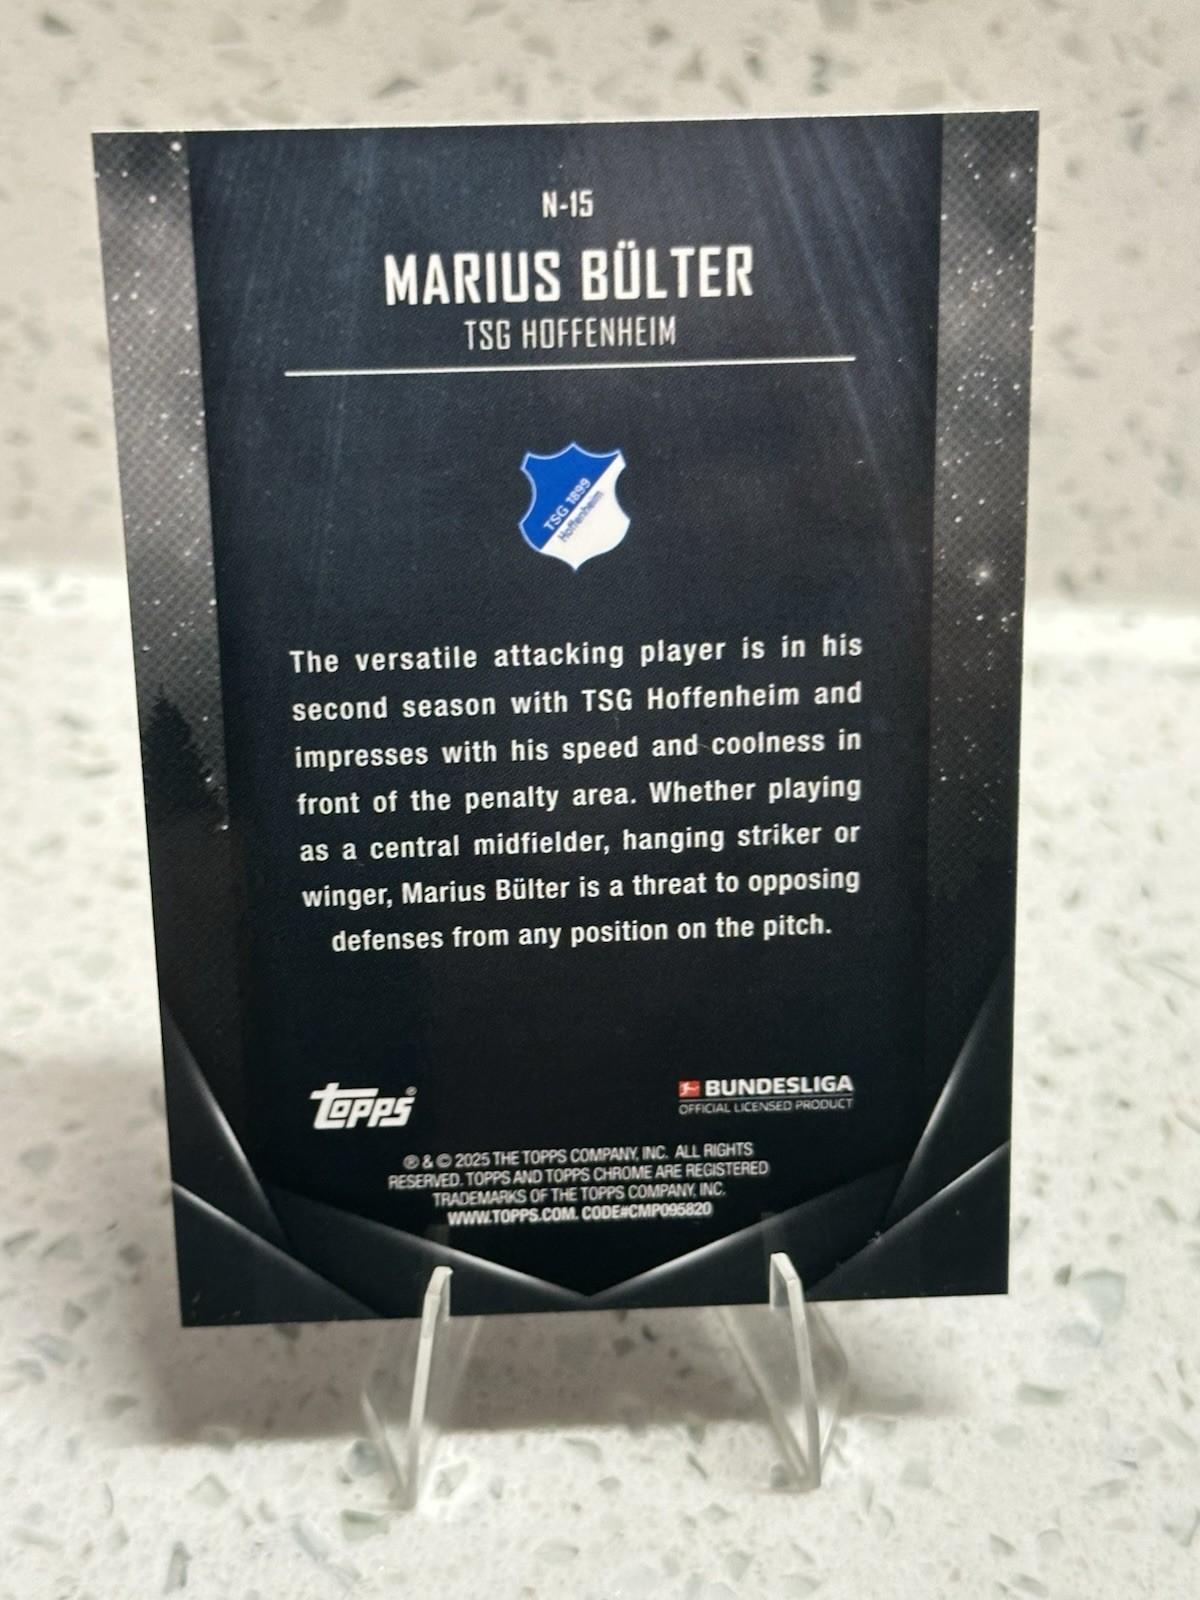 N-15
MARIUS BÜLTER
TSG HOFFENHEIM
TSG 1899
Hoffenheim
The versatile attacking player is in his
second season with TSG Hoffenheim and
impresses with his speed and coolness in
front of the penalty area. Whether playing
as a central midfielder, hanging striker or
winger, Marius Bülter is a threat to opposing
defenses from any position on the pitch.
topps®
BUNDESLIGA
OFFICIAL LICENSED PRODUCT
℗ & © 2025 THE TOPPS COMPANY, INC. ALL RIGHTS
RESERVED. TOPPS AND TOPPS CHROME ARE REGISTERED
TRADEMARKS OF THE TOPPS COMPANY, INC.
WWW.TOPPS.COM. CODE#CMP095820